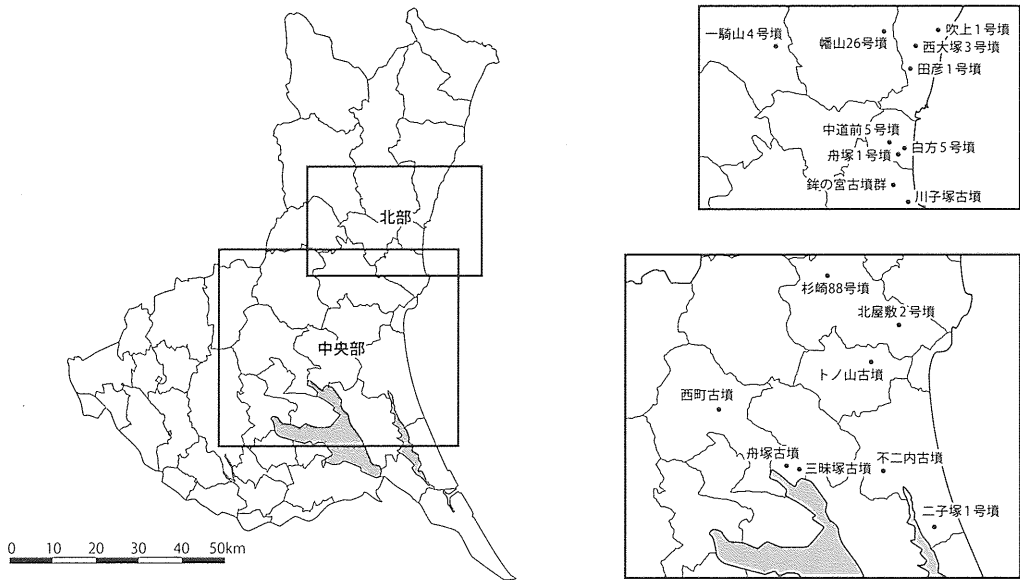 北部
中央部
0 10 20 30 40 50km
一騎山4号墳
幡山26号墳
吹上1号墳
西大塚3号墳
田彦1号墳
中道前5号墳
白方5号墳
舟塚1号墳
鉾の宮古墳群
川子塚古墳
杉崎88号墳
北屋敷2号墳
トノ山古墳
西町古墳
舟塚古墳
三昧塚古墳
不二内古墳
二子塚1号墳